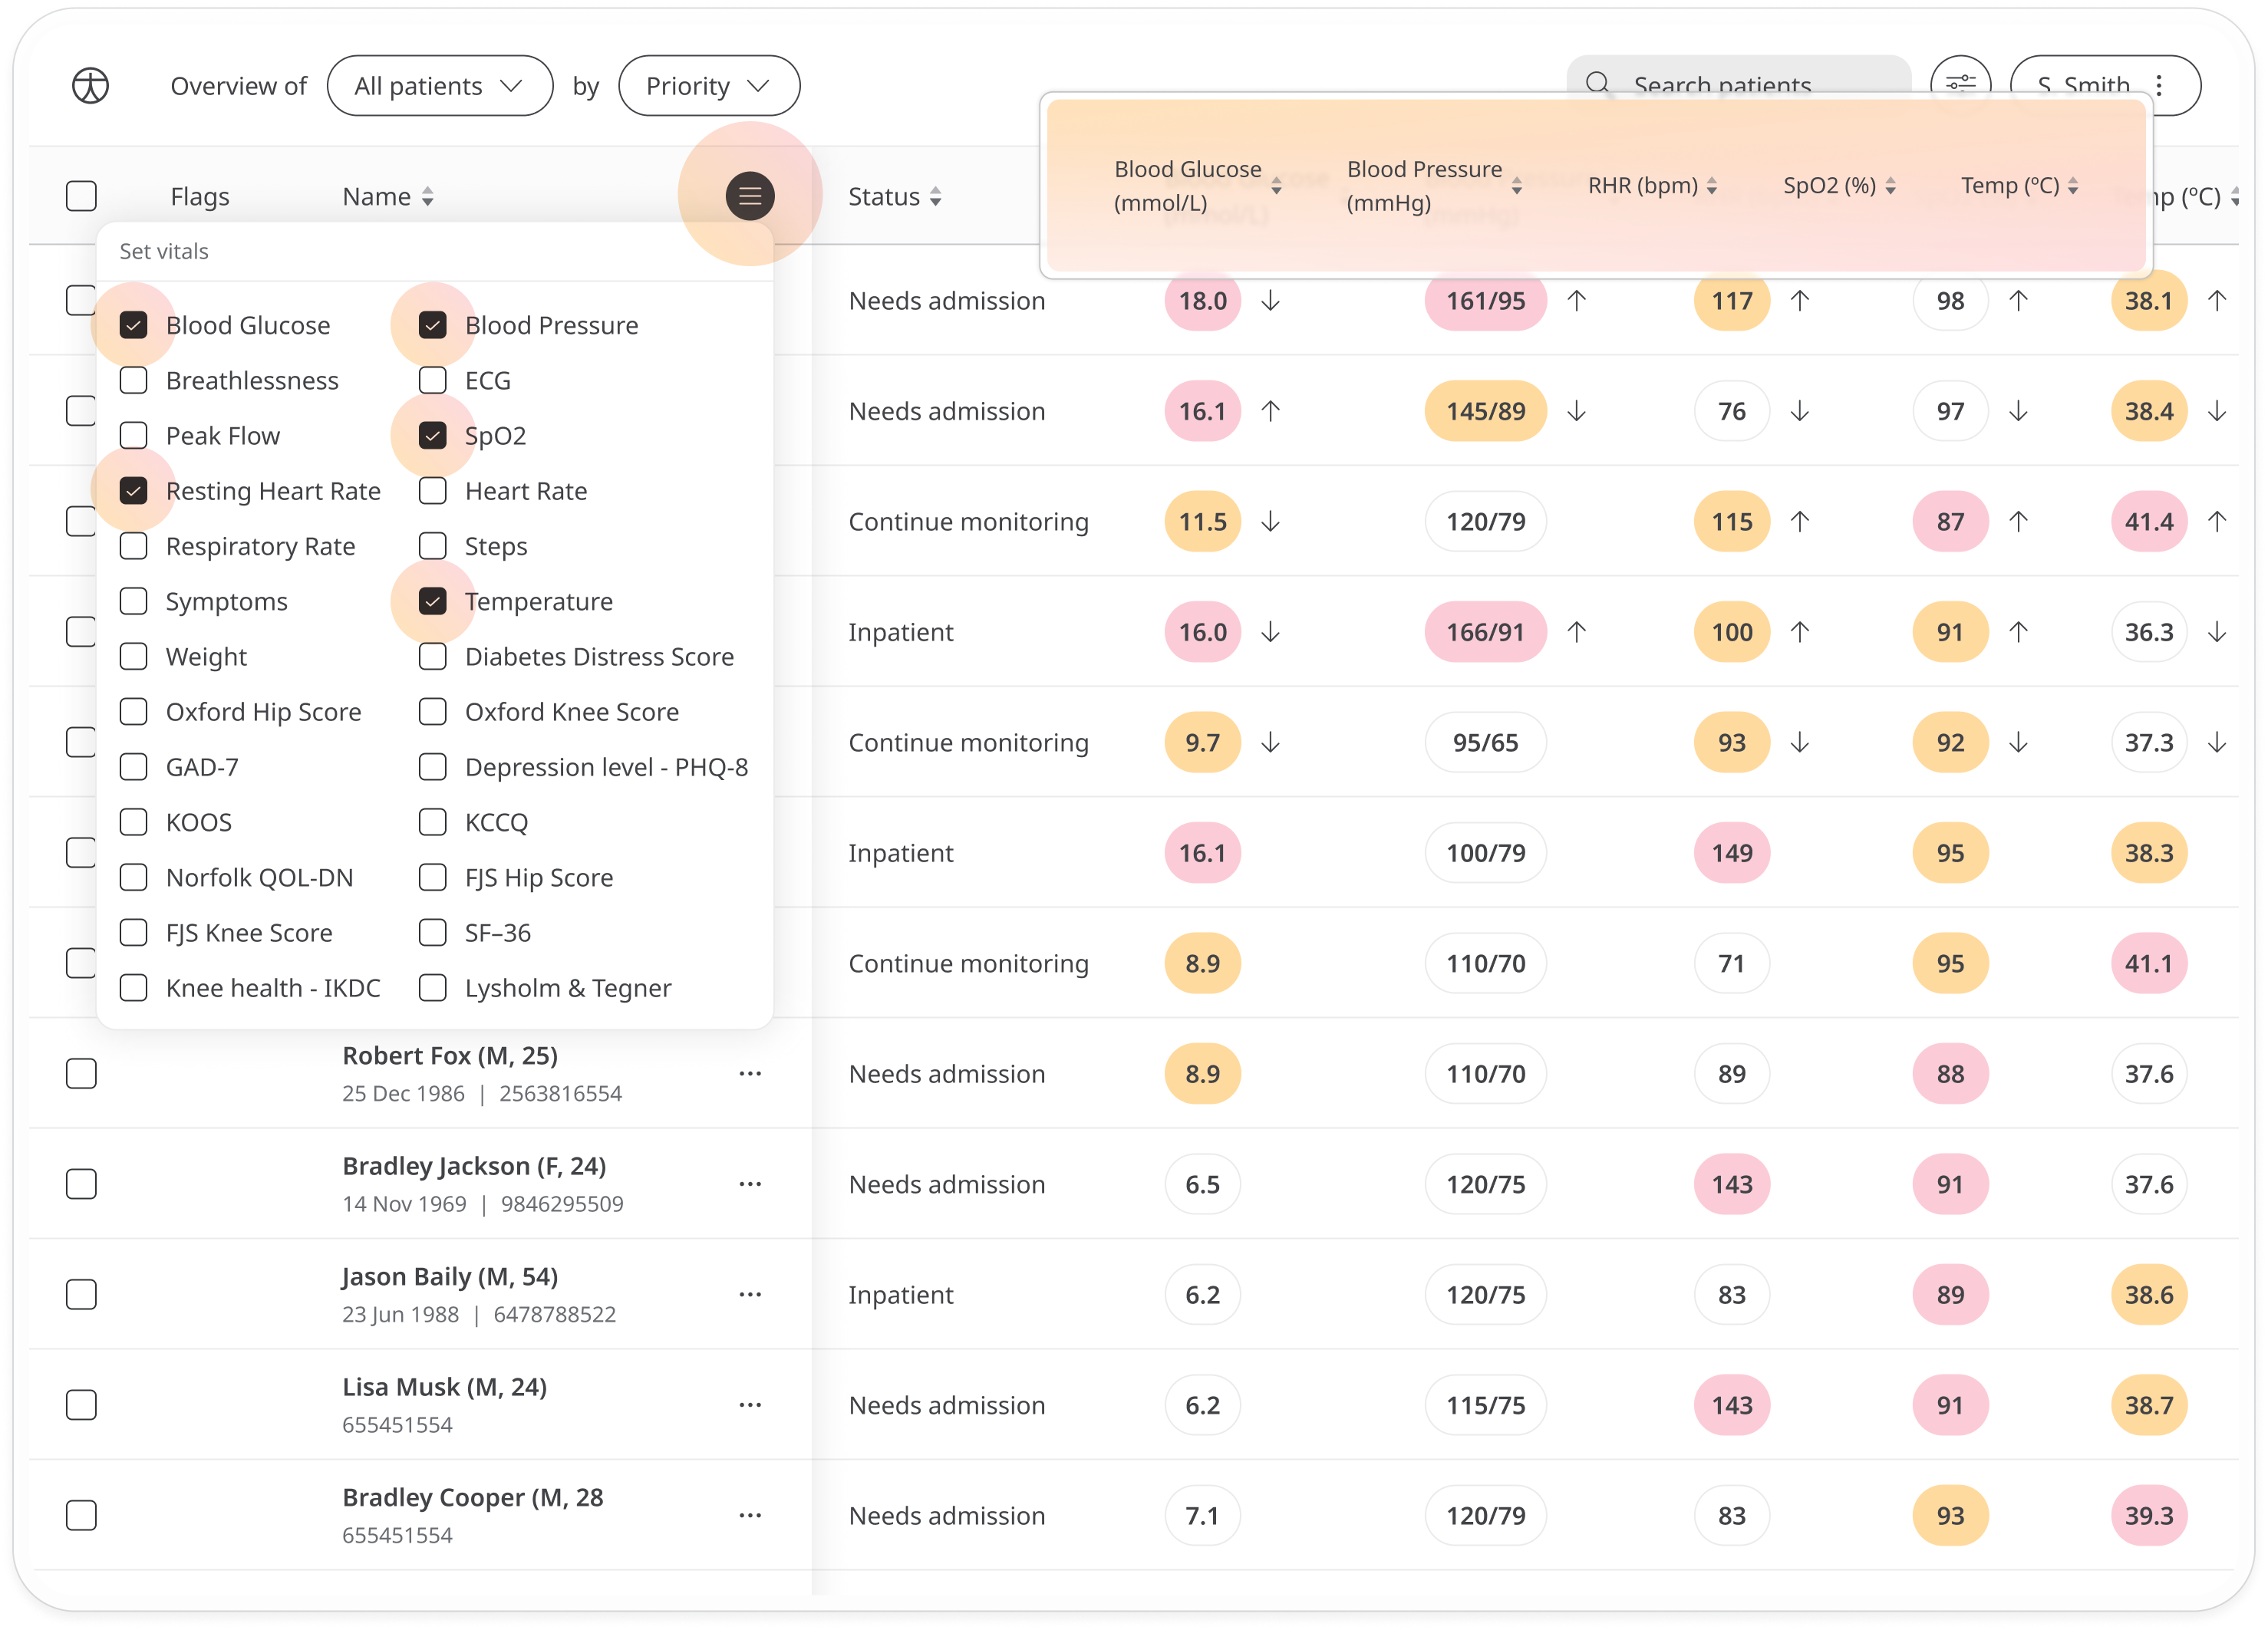 Overview of All patients by Priority Search patients S. Smith
Flags Name Status
Blood Glucose (mmol/L) Blood Pressure (mmHg) RHR (bpm) SpO2 (%) Temp (ºC) mp (ºC)
Set vitals
Blood Glucose Blood Pressure
Breathlessness ECG
Peak Flow SpO2
Resting Heart Rate Heart Rate
Respiratory Rate Steps
Symptoms Temperature
Weight Diabetes Distress Score
Oxford Hip Score Oxford Knee Score
GAD-7 Depression level - PHQ-8
KOOS KCCQ
Norfolk QOL-DN FJS Hip Score
FJS Knee Score SF–36
Knee health - IKDC Lysholm & Tegner
Needs admission 18.0 161/95 117 98 38.1
Needs admission 16.1 145/89 76 97 38.4
Continue monitoring 11.5 120/79 115 87 41.4
Inpatient 16.0 166/91 100 91 36.3
Continue monitoring 9.7 95/65 93 92 37.3
Inpatient 16.1 100/79 149 95 38.3
Continue monitoring 8.9 110/70 71 95 41.1
Robert Fox (M, 25)
25 Dec 1986 | 2563816554
Needs admission 8.9 110/70 89 88 37.6
Bradley Jackson (F, 24)
14 Nov 1969 | 9846295509
Needs admission 6.5 120/75 143 91 37.6
Jason Baily (M, 54)
23 Jun 1988 | 6478788522
Inpatient 6.2 120/75 83 89 38.6
Lisa Musk (M, 24)
655451554
Needs admission 6.2 115/75 143 91 38.7
Bradley Cooper (M, 28
655451554
Needs admission 7.1 120/79 83 93 39.3